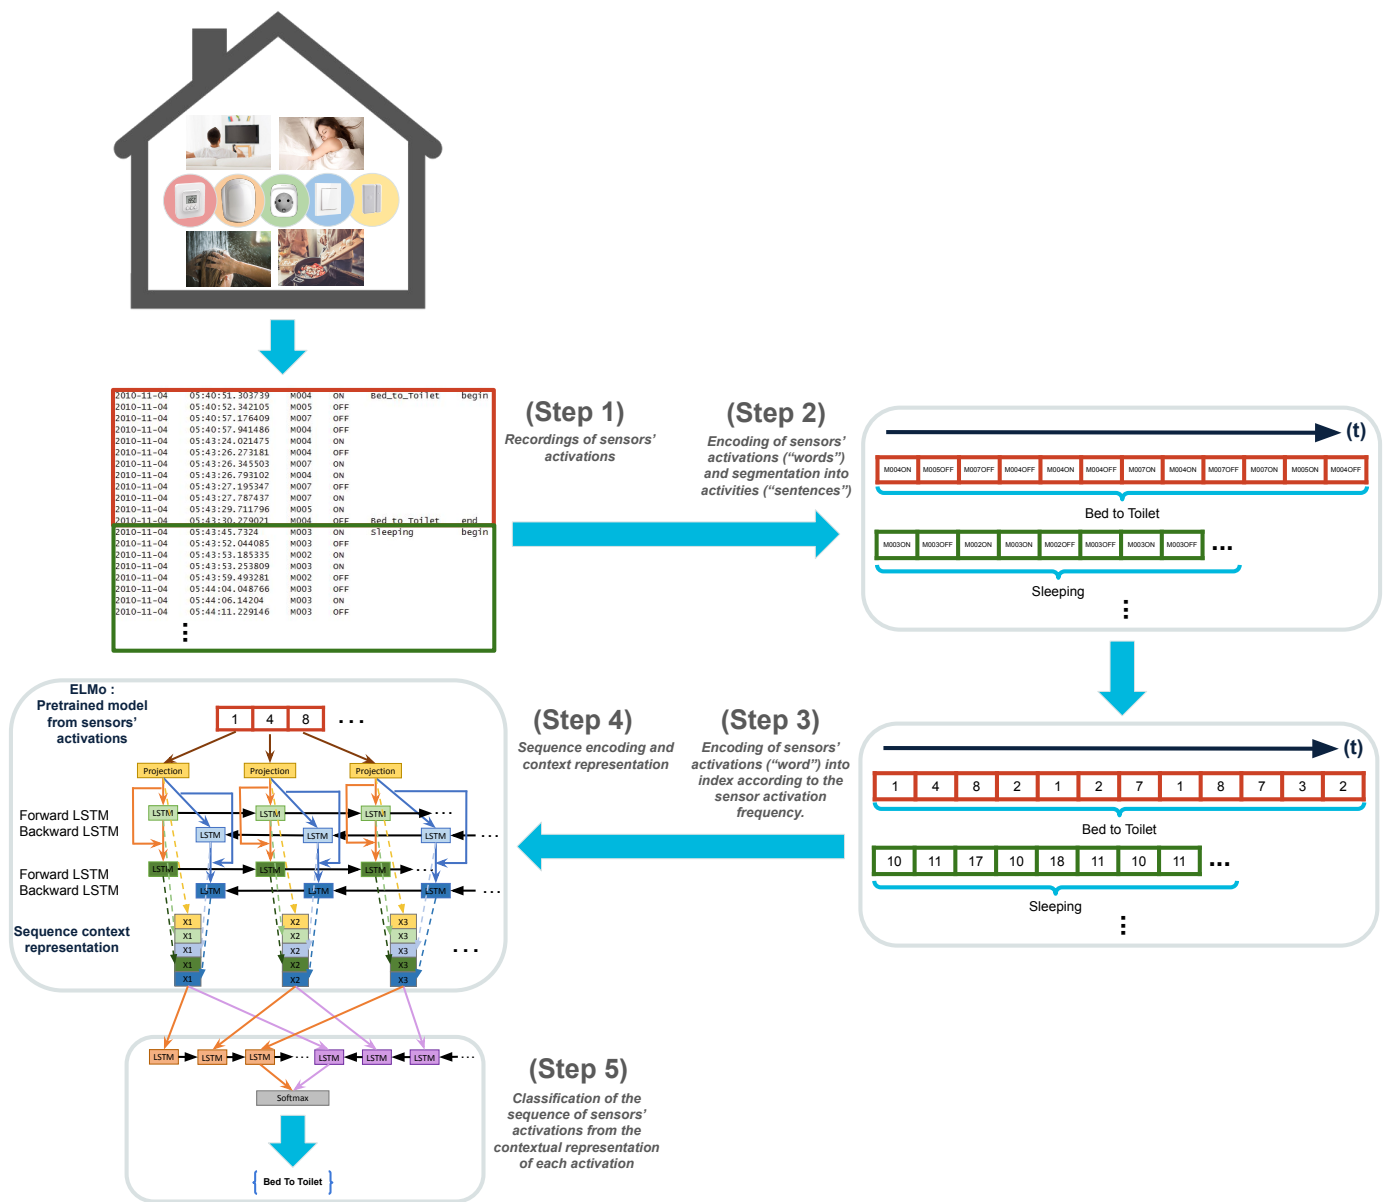 2010-11-04 05:40:51.303739 M004 ON Bed_to_Toilet begin
2010-11-04 05:40:52.342105 M005 OFF
2010-11-04 05:40:57.176409 M007 OFF
2010-11-04 05:40:57.941486 M004 OFF
2010-11-04 05:43:24.021475 M004 ON
2010-11-04 05:43:26.273181 M004 OFF
2010-11-04 05:43:26.345503 M007 ON
2010-11-04 05:43:26.793102 M004 ON
2010-11-04 05:43:27.195347 M007 OFF
2010-11-04 05:43:27.787437 M007 ON
2010-11-04 05:43:29.711796 M005 ON
2010-11-04 05:43:30.279021 M004 OFF Bed_to_Toilet end
2010-11-04 05:43:45.7324 M003 ON Sleeping begin
2010-11-04 05:43:52.044085 M003 OFF
2010-11-04 05:43:53.185335 M002 ON
2010-11-04 05:43:53.253809 M003 ON
2010-11-04 05:43:59.493281 M002 OFF
2010-11-04 05:44:04.048766 M003 OFF
2010-11-04 05:44:06.14204 M003 ON
2010-11-04 05:44:11.229146 M003 OFF
(Step 1)
Recordings of sensors'
activations
(Step 2)
Encoding of sensors'
activations (“words”)
and segmentation into
activities (“sentences”)
(t)
M004ON M005OFF M007OFF M004OFF M004ON M004OFF M007ON M004ON M007OFF M007ON M005ON M004OFF
Bed to Toilet
M003ON M003OFF M002ON M003ON M002OFF M003OFF M003ON M003OFF ...
Sleeping
(Step 3)
Encoding of sensors'
activations (“word”) into
index according to the
sensor activation
frequency.
(t)
1 4 8 2 1 2 7 1 8 7 3 2
Bed to Toilet
10 11 17 10 18 11 10 11 ...
Sleeping
(Step 4)
Sequence encoding and
context representation
ELMo :
Pretrained model
from sensors'
activations
1 4 8 ...
Projection Projection Projection
Forward LSTM
LSTM LSTM LSTM ...
Backward LSTM
LSTM LSTM LSTM ...
Forward LSTM
LSTM LSTM LSTM ...
Backward LSTM
LSTM LSTM LSTM ...
Sequence context
representation
X1 X2 X3
X1 X2 X3
X1 X2 X3 ...
X1 X2 X3
X1 X2 X3
LSTM LSTM LSTM ... LSTM LSTM LSTM ...
Softmax
{ Bed To Toilet }
(Step 5)
Classification of the
sequence of sensors'
activations from the
contextual representation
of each activation